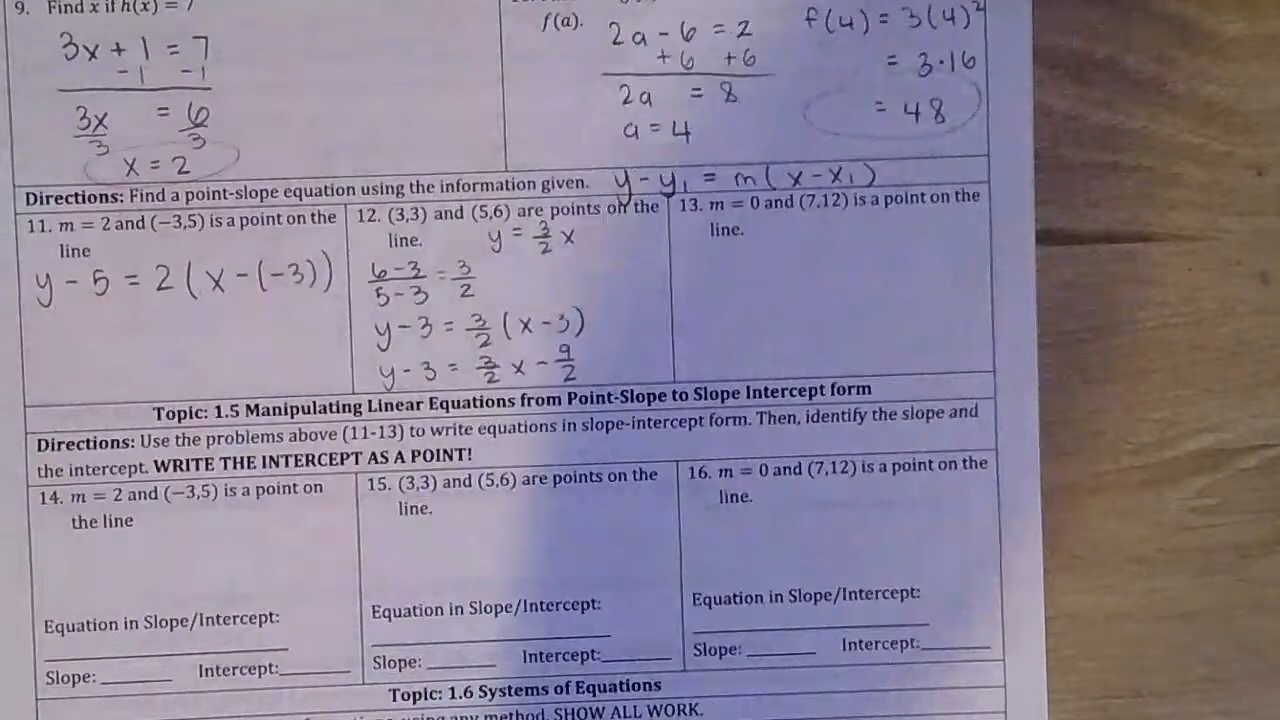 9. Find x if h(x) = 7
3x + 1 = 7
-1 -1
3x = 6
3 3
x = 2
f(a).
2a - 6 = 2
+6 +6
2a = 8
a = 4
f(4) = 3(4)²
= 3·16
= 48
Directions: Find a point-slope equation using the information given. y - y₁ = m(x - x₁)
11. m = 2 and (−3,5) is a point on the
line
y - 5 = 2(x - (-3))
12. (3,3) and (5,6) are points on the
line. y = 3/2 x
6-3/5-3 = 3/2
y - 3 = 3/2 (x - 3)
y - 3 = 3/2 x - 9/2
13. m = 0 and (7,12) is a point on the
line.
Topic: 1.5 Manipulating Linear Equations from Point-Slope to Slope Intercept form
Directions: Use the problems above (11-13) to write equations in slope-intercept form. Then, identify the slope and
the intercept. WRITE THE INTERCEPT AS A POINT!
14. m = 2 and (−3,5) is a point on
the line
Equation in Slope/Intercept:
Slope: ________ Intercept:________
15. (3,3) and (5,6) are points on the
line.
Equation in Slope/Intercept:
Slope: ________ Intercept:________
16. m = 0 and (7,12) is a point on the
line.
Equation in Slope/Intercept:
Slope: ________ Intercept:________
Topic: 1.6 Systems of Equations
using any method. SHOW ALL WORK.